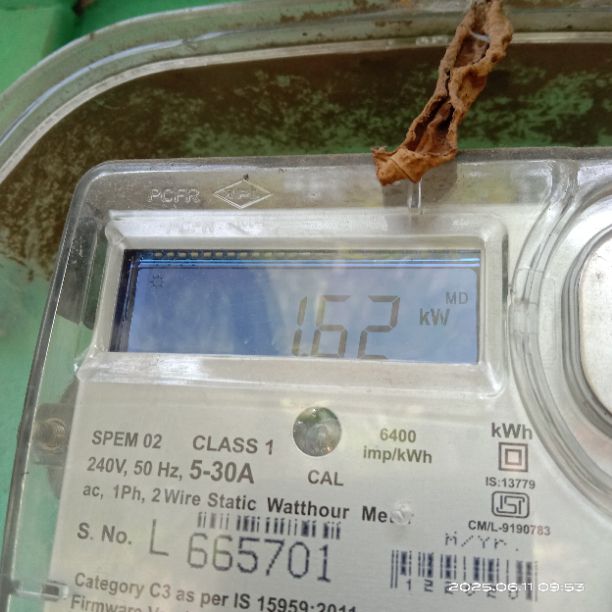 PCFR
1.62 kW MD
SPEM 02 CLASS 1
240V, 50 Hz, 5-30A
CAL
6400
imp/kWh
kWh
IS:13779
CM/L-9190783
ac, 1Ph, 2 Wire Static Watthour
S. No. L 665701
M/Yr.
Category C3 as per IS 15959:2011
2025.06.11 09:53